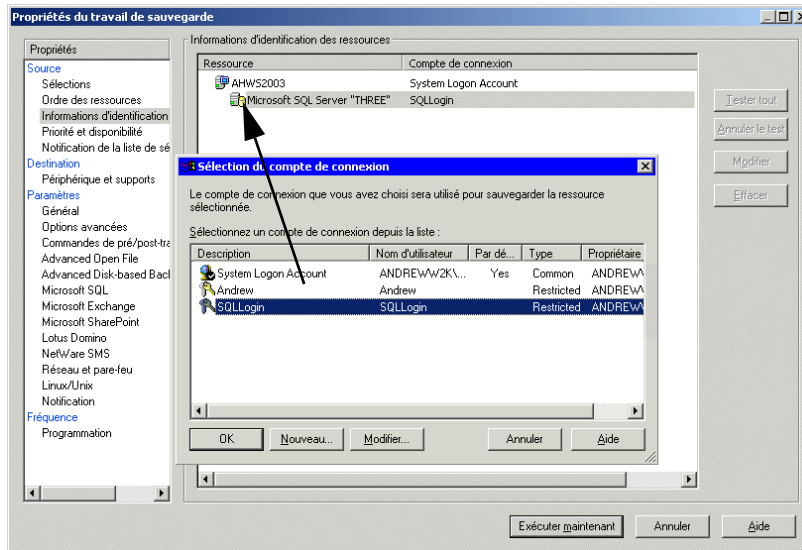 Propriétés du travail de sauvegarde
Propriétés
Source
Sélections
Ordre des ressources
Informations d'identification
Priorité et disponibilité
Notification de la liste de sé
Destination
Périphérique et supports
Paramètres
Général
Options avancées
Commandes de pré/post-tra
Advanced Open File
Advanced Disk-based Bacl
Microsoft SQL
Microsoft Exchange
Microsoft SharePoint
Lotus Domino
NetWare SMS
Réseau et pare-feu
Linux/Unix
Notification
Fréquence
Programmation
Informations d'identification des ressources
Ressource Compte de connexion
AHWS2003 System Logon Account
Microsoft SQL Server "THREE" SQLLogin
Tester tout
Annuler le test
Modifier
Effacer
Sélection du compte de connexion
Le compte de connexion que vous avez choisi sera utilisé pour sauvegarder la ressource
sélectionnée.
Sélectionnez un compte de connexion depuis la liste :
Description Nom d'utilisateur Par dé... Type Propriétaire
System Logon Account ANDREWW2K\... Yes Common ANDREW
Andrew Andrew Restricted ANDREW
SQLLogin SQLLogin Restricted ANDREW
OK Nouveau... Modifier... Annuler Aide
Exécuter maintenant Annuler Aide